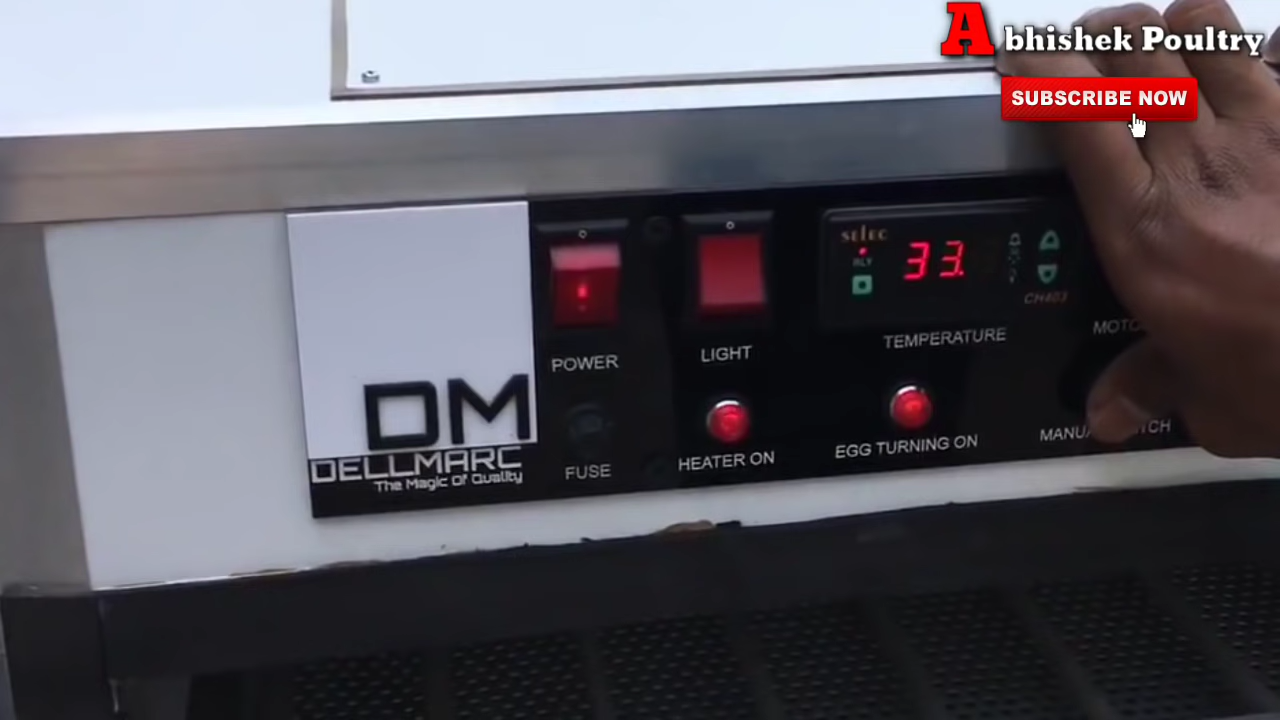 Abhishek Poultry
SUBSCRIBE NOW
selec
RLY
33.
CH403
POWER
LIGHT
TEMPERATURE
DM
DELLMARC
The Magic Of Quality
FUSE
HEATER ON
EGG TURNING ON